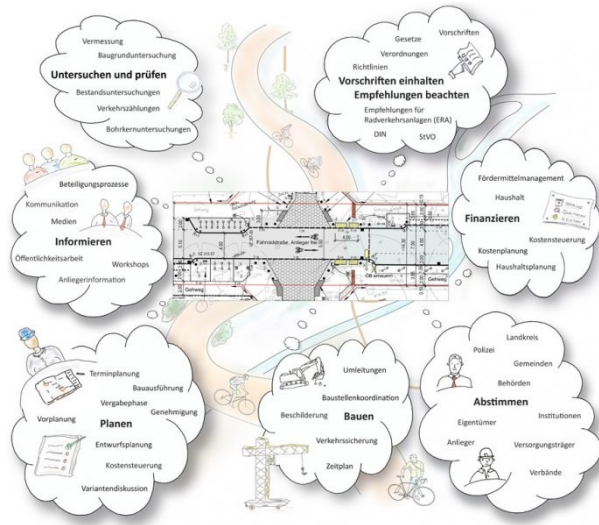 Vermessung
Baugrunduntersuchung
Untersuchen und prüfen
Bestandsuntersuchungen
Verkehrszählungen
Bohrkernuntersuchungen
Gesetze
Vorschriften
Verordnungen
Richtlinien
Vorschriften einhalten
Empfehlungen beachten
Empfehlungen für
Radverkehrsanlagen (ERA)
DIN
StVO
Beteiligungsprozesse
Kommunikation
Medien
Informieren
Öffentlichkeitsarbeit
Workshops
Anliegerinformation
Fahrradstraße, Anlieger frei
Gehweg
Gehweg
Fördermittelmanagement
Haushalt
Finanzieren
Kostensteuerung
Kostenplanung
Haushaltsplanung
Terminplanung
Bauausführung
Vergabephase
Genehmigung
Vorplanung
Planen
Entwurfsplanung
Kostensteuerung
Variantendiskussion
Umleitungen
Baustellenkoordination
Beschilderung
Bauen
Verkehrssicherung
Zeitplan
Landkreis
Polizei
Gemeinden
Behörden
Abstimmen
Institutionen
Eigentümer
Anlieger
Versorgungsträger
Verbände